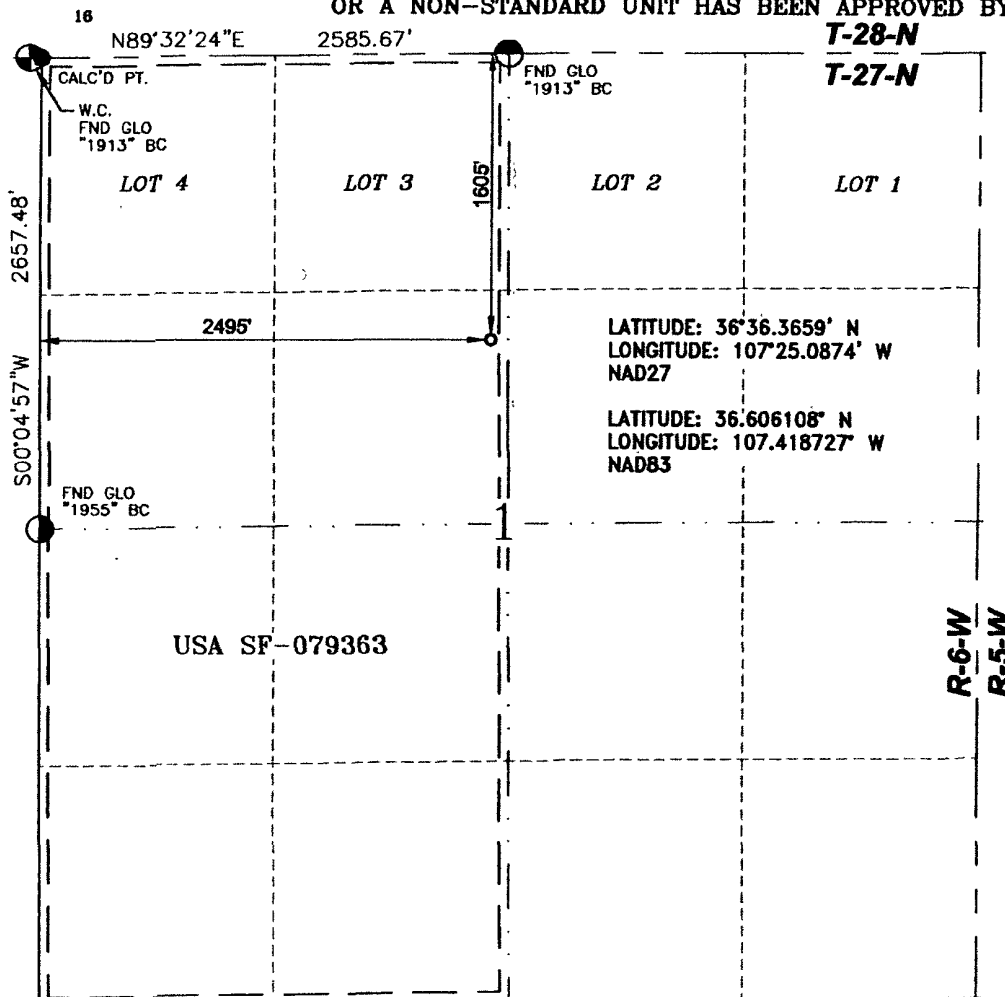 16
OR A NON-STANDARD UNIT HAS BEEN APPROVED BY
N89°32'24"E 2585.67'
T-28-N
T-27-N
CALC'D PT.
W.C.
FND GLO
"1913" BC
FND GLO
"1913" BC
LOT 4
LOT 3
LOT 2
LOT 1
1605'
S00°04'57"W 2657.48'
2495'
LATITUDE: 36°36.3659' N
LONGITUDE: 107°25.0874' W
NAD27
LATITUDE: 36.606108° N
LONGITUDE: 107.418727° W
NAD83
FND GLO
"1955" BC
1
USA SF-079363
R-6-W
R-5-W